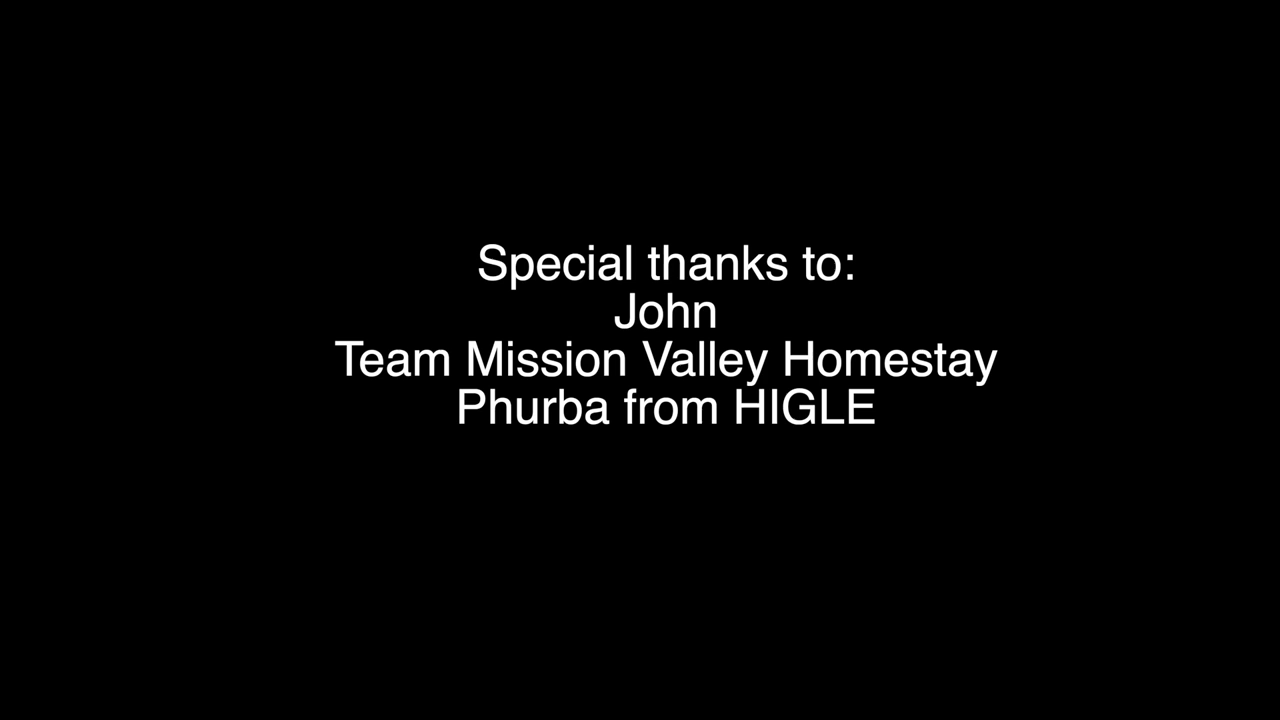 Special thanks to:
John
Team Mission Valley Homestay
Phurba from HIGLE